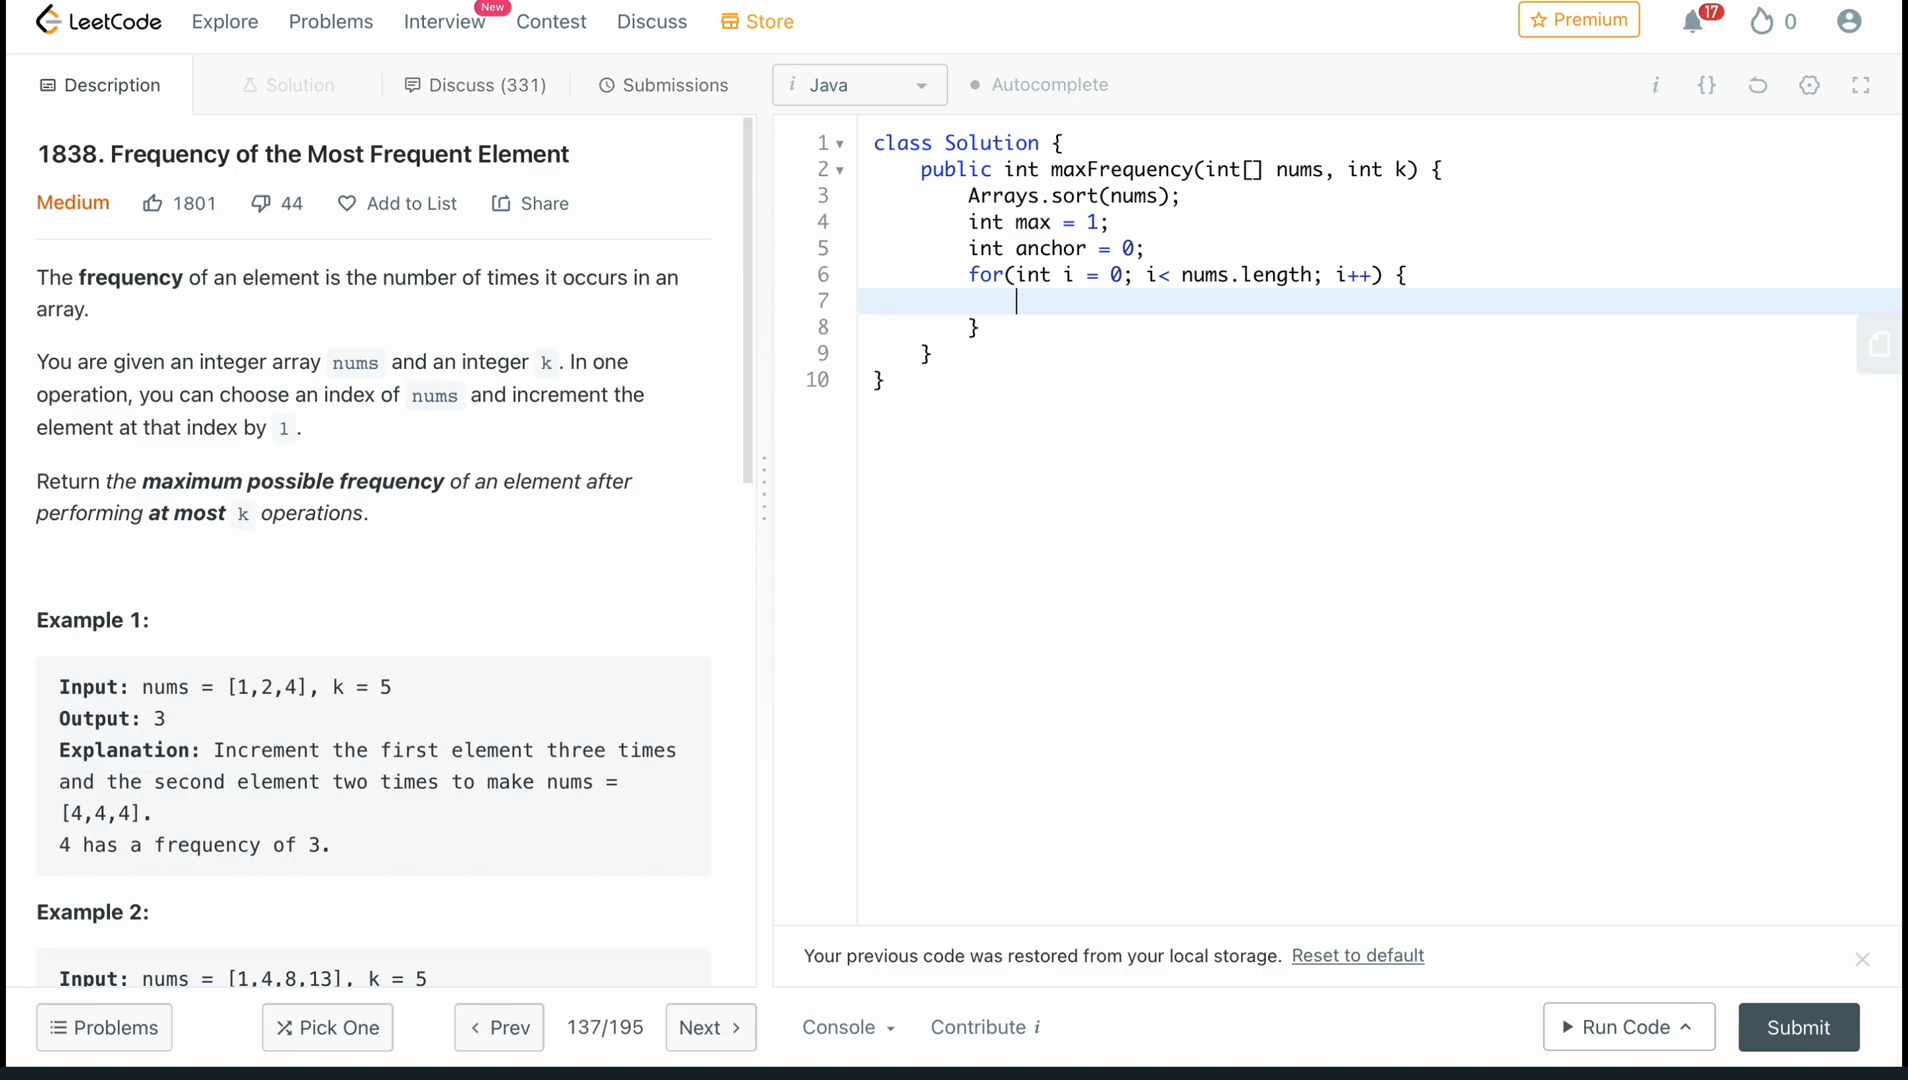 LeetCode Explore Problems Interview New Contest Discuss Store Premium 17 0
Description Solution Discuss (331) Submissions i Java Autocomplete i {}
1838. Frequency of the Most Frequent Element
Medium 1801 44 Add to List Share
The frequency of an element is the number of times it occurs in an
array.
You are given an integer array nums and an integer k. In one
operation, you can choose an index of nums and increment the
element at that index by 1.
Return the maximum possible frequency of an element after
performing at most k operations.
Example 1:
Input: nums = [1,2,4], k = 5
Output: 3
Explanation: Increment the first element three times
and the second element two times to make nums =
[4,4,4].
4 has a frequency of 3.
Example 2:
Input: nums = [1,4,8,13], k = 5
1 class Solution {
2 public int maxFrequency(int[] nums, int k) {
3 Arrays.sort(nums);
4 int max = 1;
5 int anchor = 0;
6 for(int i = 0; i< nums.length; i++) {
7
8 }
9 }
10 }
Your previous code was restored from your local storage. Reset to default
Problems Pick One < Prev 137/195 Next > Console Contribute i Run Code Submit